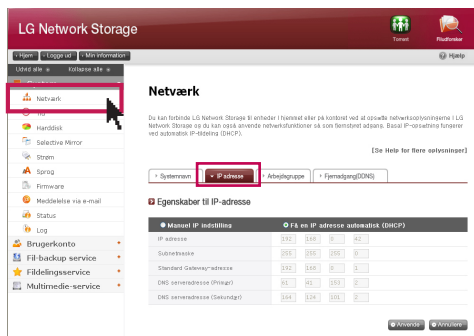 LG Network Storage
Torrent
Filudforsker
Hjem
Logge ud
Min information
Hjælp
Udvid alle
Kollapse alle
Netværk
Tid
Harddisk
Selective Mirror
Strøm
Sprog
Firmware
Meddelelse via e-mail
Status
Log
Brugerkonto
Fil-backup service
Fildelingsservice
Multimedie-service
Netværk
Du kan forbinde LG Network Storage til enheder i hjemmet eller på kontoret ved at opsætte netværksoplysningerne i LG
Network Storage og du kan også anvende netværksfunktioner så som fjernstyret adgang. Basal IP-opsætning fungerer
ved automatisk IP-tildeling (DHCP).
[Se Help for flere oplysninger]
Systemnavn
IP adresse
Arbejdsgruppe
Fjernadgang(DDNS)
Egenskaber til IP-adresse
Manuel IP indstilling
Få en IP adresse automatisk (DHCP)
IP adresse 192 168 0 42
Subnetmaske 255 255 255 0
Standard Gateway-adresse 192 168 0 1
DNS serveradresse (Primær) 61 41 153 2
DNS serveradresse (Sekundær) 164 124 101 2
Anvende
Annullere